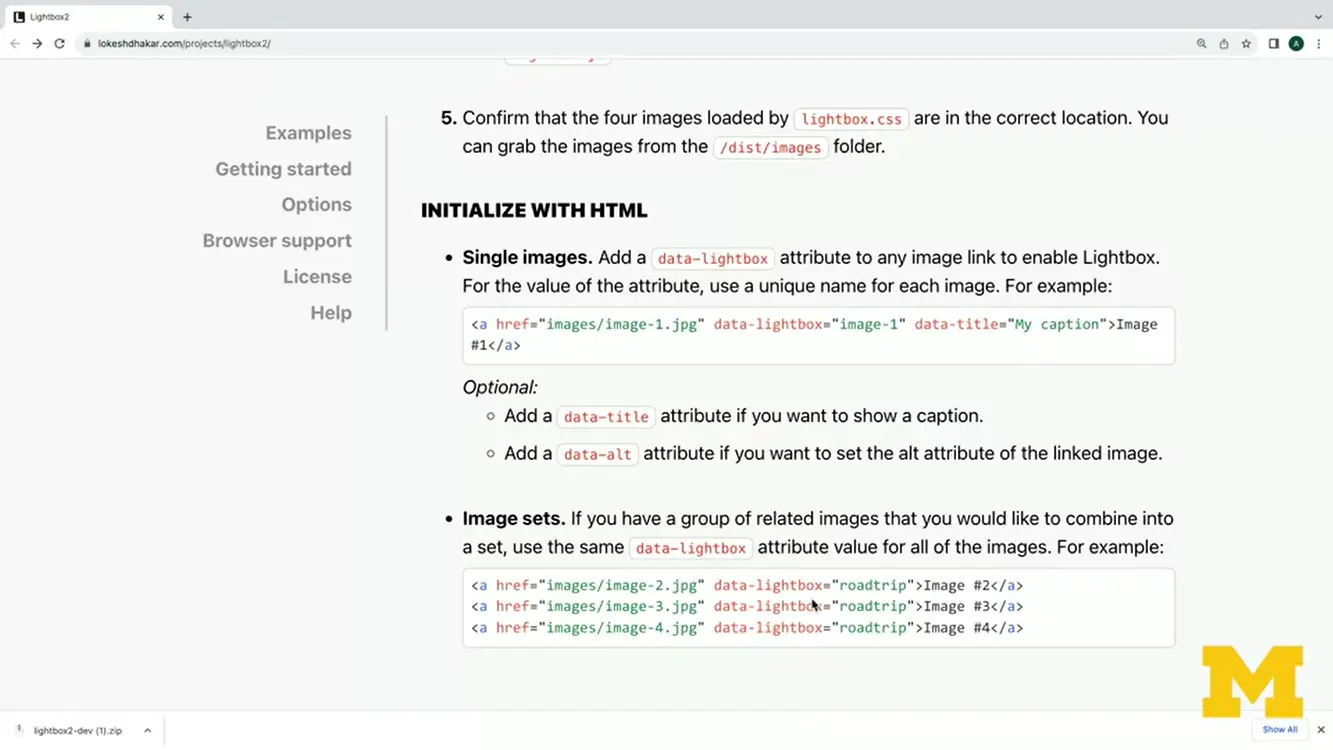 Lightbox2
lokeshdhakar.com/projects/lightbox2/
A
Examples
Getting started
Options
Browser support
License
Help
5. Confirm that the four images loaded by lightbox.css are in the correct location. You
can grab the images from the /dist/images folder.
INITIALIZE WITH HTML
• Single images. Add a data-lightbox attribute to any image link to enable Lightbox.
For the value of the attribute, use a unique name for each image. For example:
<a href="images/image-1.jpg" data-lightbox="image-1" data-title="My caption">Image
#1</a>
Optional:
Add a data-title attribute if you want to show a caption.
Add a data-alt attribute if you want to set the alt attribute of the linked image.
• Image sets. If you have a group of related images that you would like to combine into
a set, use the same data-lightbox attribute value for all of the images. For example:
<a href="images/image-2.jpg" data-lightbox="roadtrip">Image #2</a>
<a href="images/image-3.jpg" data-lightbox="roadtrip">Image #3</a>
<a href="images/image-4.jpg" data-lightbox="roadtrip">Image #4</a>
M
lightbox2-dev (1).zip
Show All